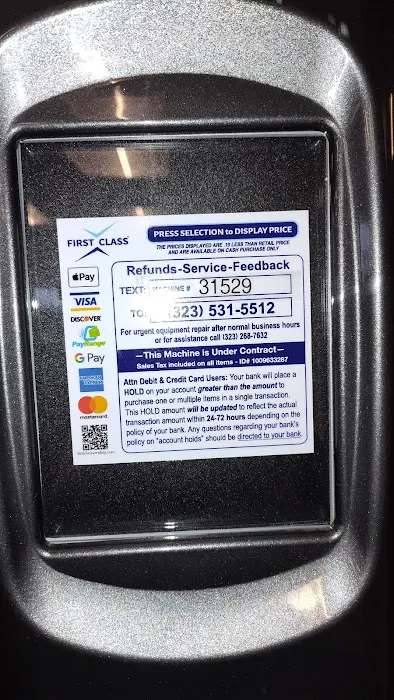 FIRST CLASS
PRESS SELECTION to DISPLAY PRICE
THE PRICES DISPLAYED ARE .10 LESS THAN RETAIL PRICE
AND ARE AVAILABLE ON CASH PURCHASE ONLY
Pay
VISA
DISCOVER
PayRange
G Pay
mastercard
Refunds-Service-Feedback
TEXT: MACHINE # 31529
TO: (323) 531-5512
For urgent equipment repair after normal business hours
or for assistance call (323) 268-7632
—This Machine is Under Contract—
Sales Tax included on all items - ID# 1009633287
Attn Debit & Credit Card Users: Your bank will place a
HOLD on your account greater than the amount to
purchase one or multiple items in a single transaction.
This HOLD amount will be updated to reflect the actual
transaction amount within 24-72 hours depending on the
policy of your bank. Any questions regarding your bank's
policy on "account holds" should be directed to your bank.